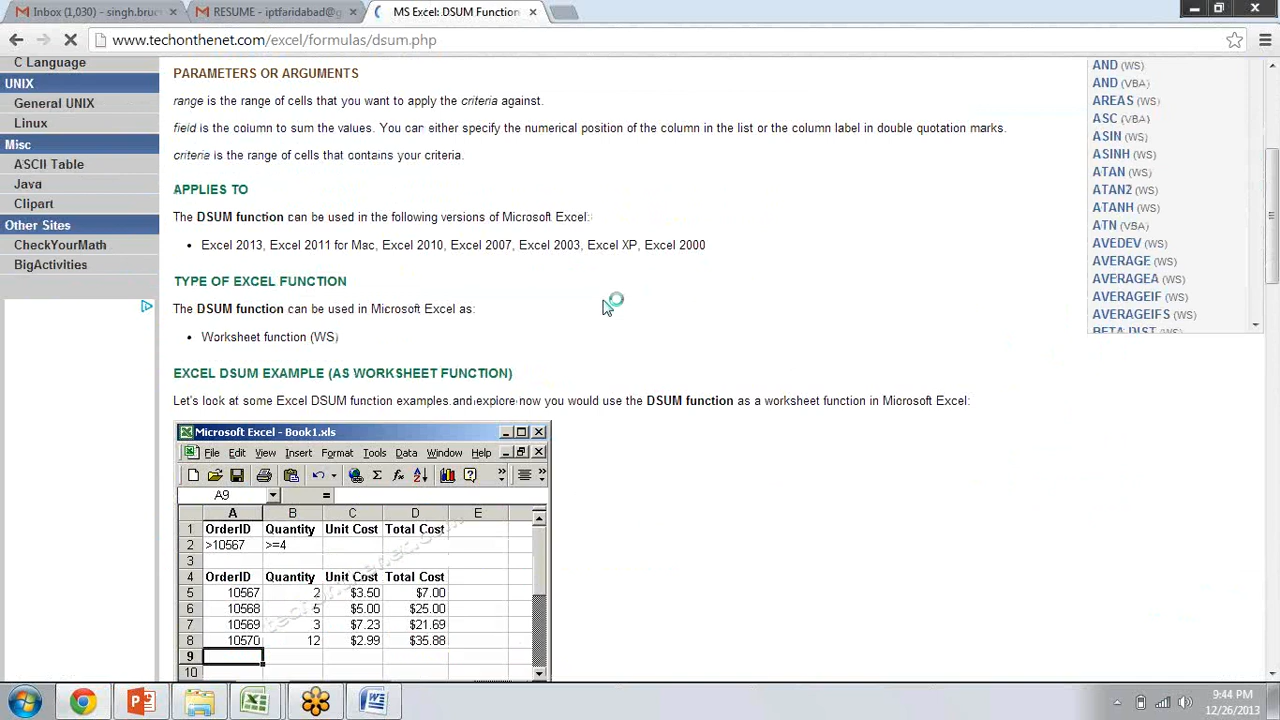 Inbox (1,030) - singh.bruc
RESUME - iptfaridabad@g
MS Excel: DSUM Function
www.techonthenet.com/excel/formulas/dsum.php
C Language
UNIX
General UNIX
Linux
Misc
ASCII Table
Java
Clipart
Other Sites
CheckYourMath
BigActivities
PARAMETERS OR ARGUMENTS
range is the range of cells that you want to apply the criteria against.
field is the column to sum the values. You can either specify the numerical position of the column in the list or the column label in double quotation marks.
criteria is the range of cells that contains your criteria.
APPLIES TO
The DSUM function can be used in the following versions of Microsoft Excel:
• Excel 2013, Excel 2011 for Mac, Excel 2010, Excel 2007, Excel 2003, Excel XP, Excel 2000
TYPE OF EXCEL FUNCTION
The DSUM function can be used in Microsoft Excel as:
• Worksheet function (WS)
EXCEL DSUM EXAMPLE (AS WORKSHEET FUNCTION)
Let's look at some Excel DSUM function examples and explore how you would use the DSUM function as a worksheet function in Microsoft Excel:
Microsoft Excel - Book1.xls
File Edit View Insert Format Tools Data Window Help
A9 =
A B C D E
1 OrderID Quantity Unit Cost Total Cost
2 >10567 >=4
3
4 OrderID Quantity Unit Cost Total Cost
5 10567 2 $3.50 $7.00
6 10568 5 $5.00 $25.00
7 10569 3 $7.23 $21.69
8 10570 12 $2.99 $35.88
9
10
AND (WS)
AND (VBA)
AREAS (WS)
ASC (VBA)
ASIN (WS)
ASINH (WS)
ATAN (WS)
ATAN2 (WS)
ATANH (WS)
ATN (VBA)
AVEDEV (WS)
AVERAGE (WS)
AVERAGEA (WS)
AVERAGEIF (WS)
AVERAGEIFS (WS)
BETA.DIST (WS)
9:44 PM
12/26/2013